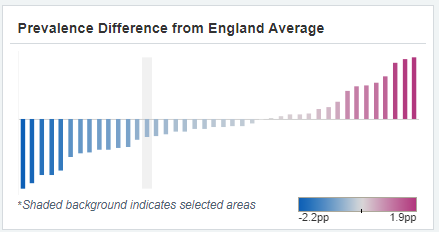 Prevalence Difference from England Average
*Shaded background indicates selected areas
-2.2pp 1.9pp